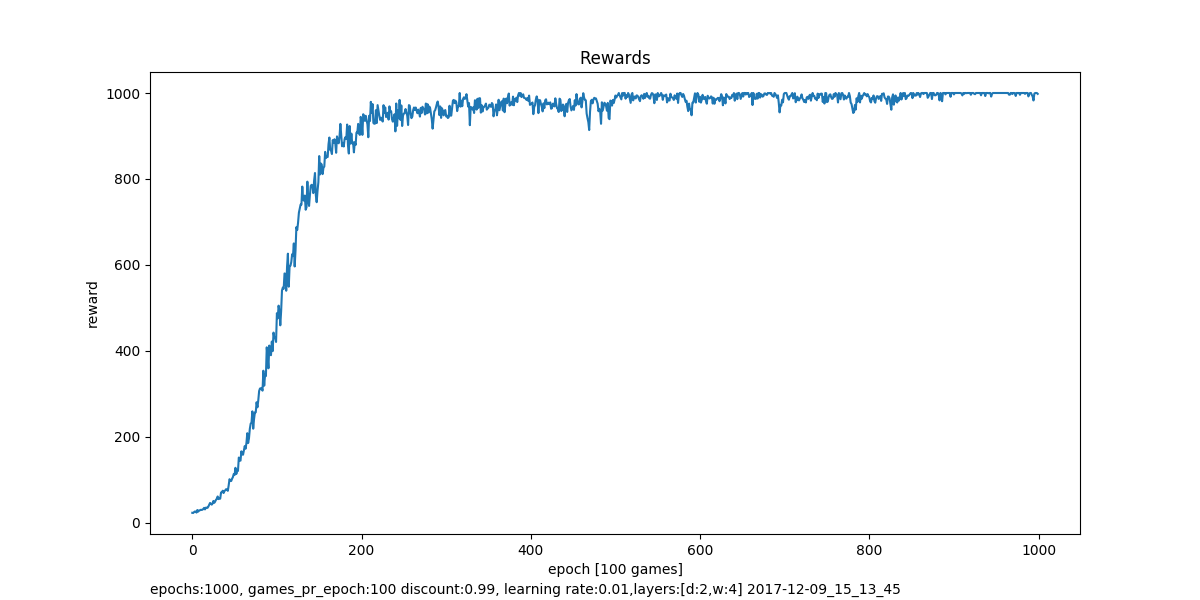 Rewards
1000
800
600
400
200
0
reward
0 200 400 600 800 1000
epoch [100 games]
epochs:1000, games_pr_epoch:100 discount:0.99, learning rate:0.01,layers:[d:2,w:4] 2017-12-09_15_13_45